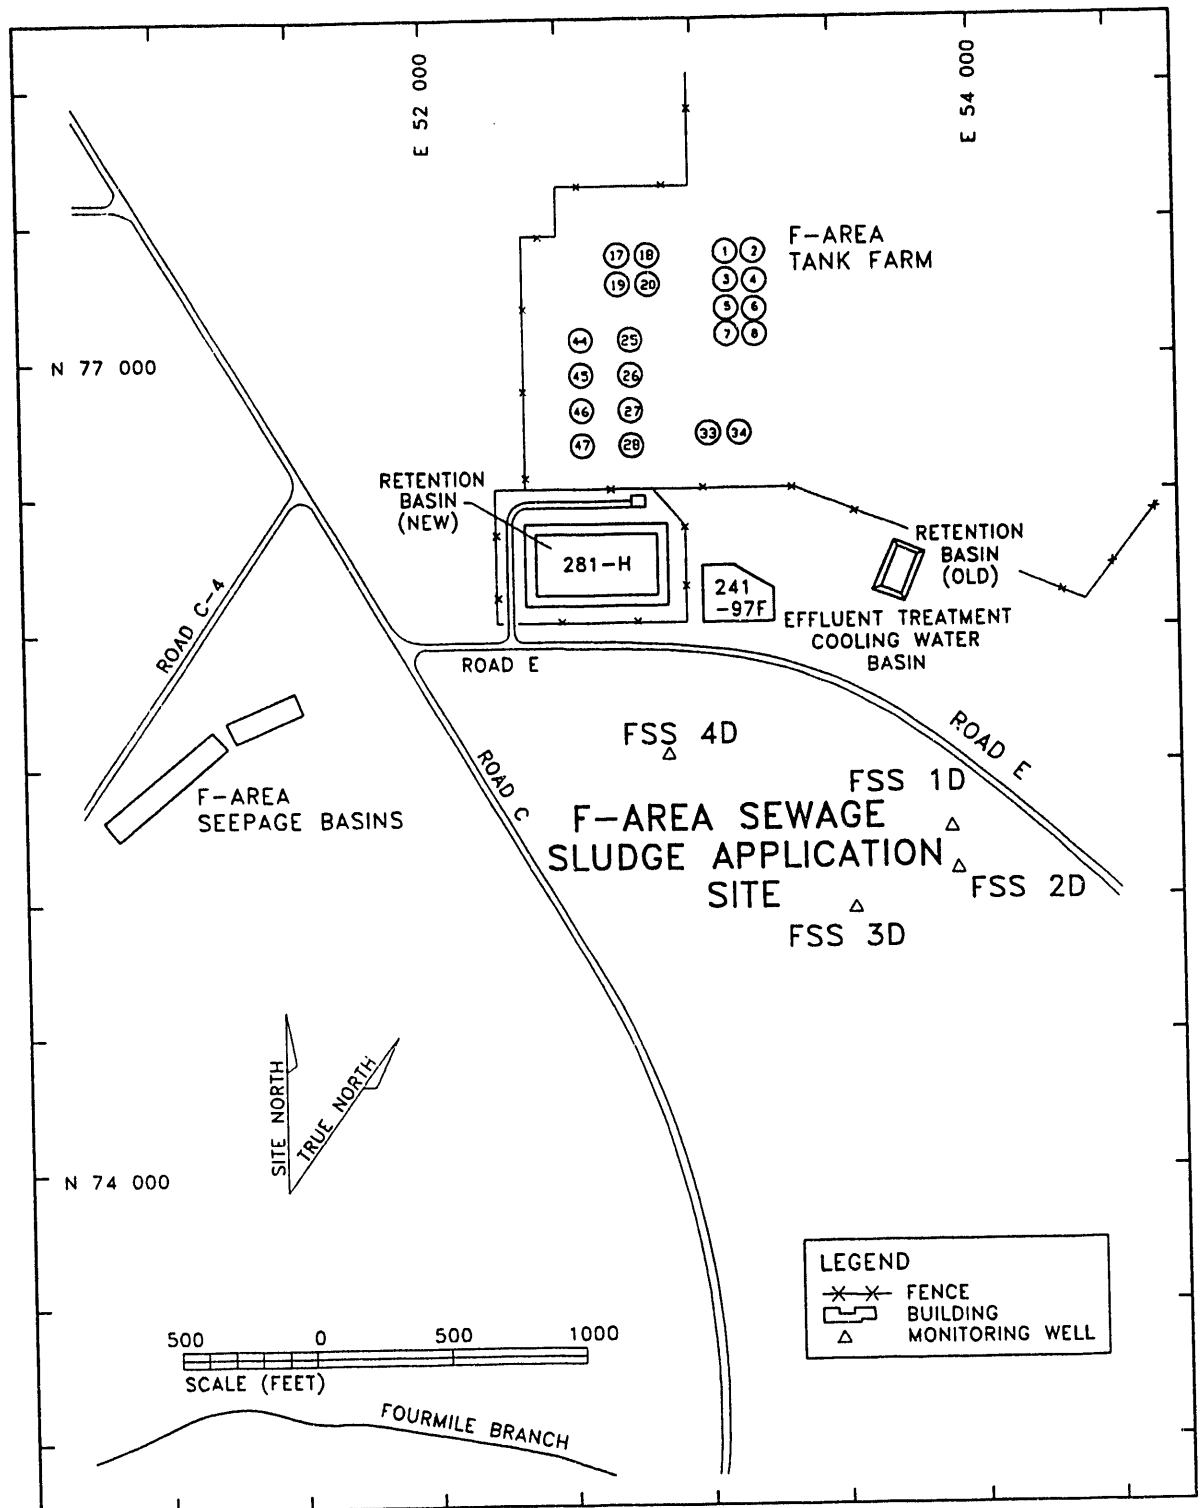 E 52 000
E 54 000
F-AREA
TANK FARM
17 18
19 20
1 2
3 4
5 6
7 8
44 25
45 26
46 27
47 28
33 34
N 77 000
RETENTION
BASIN
(NEW)
281-H
241
-97F
RETENTION
BASIN
(OLD)
EFFLUENT TREATMENT
COOLING WATER
BASIN
ROAD C-4
ROAD E
ROAD E
ROAD C
F-AREA
SEEPAGE BASINS
FSS 4D
FSS 1D
F-AREA SEWAGE
SLUDGE APPLICATION
SITE
FSS 2D
FSS 3D
SITE NORTH
TRUE NORTH
N 74 000
LEGEND
FENCE
BUILDING
MONITORING WELL
500 0 500 1000
SCALE (FEET)
FOURMILE BRANCH